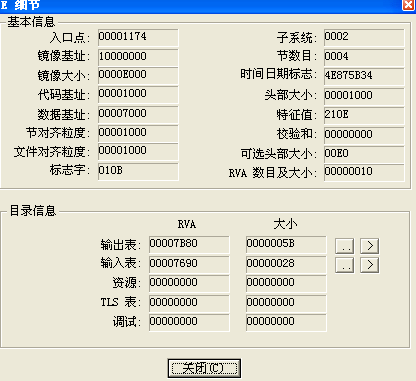 E 细节
基本信息
入口点: 00001174 子系统: 0002
镜像基址: 10000000 节数目: 0004
镜像大小: 0000E000 时间日期标志: 4E875B34
代码基址: 00001000 头部大小: 00001000
数据基址: 00007000 特征值: 210E
节对齐粒度: 00001000 校验和: 00000000
文件对齐粒度: 00001000 可选头部大小: 00E0
标志字: 010B RVA 数目及大小: 00000010
目录信息
RVA 大小
输出表: 00007B80 0000005B .. >
输入表: 00007690 00000028 .. >
资源: 00000000 00000000
TLS 表: 00000000 00000000
调试: 00000000 00000000
关闭(C)